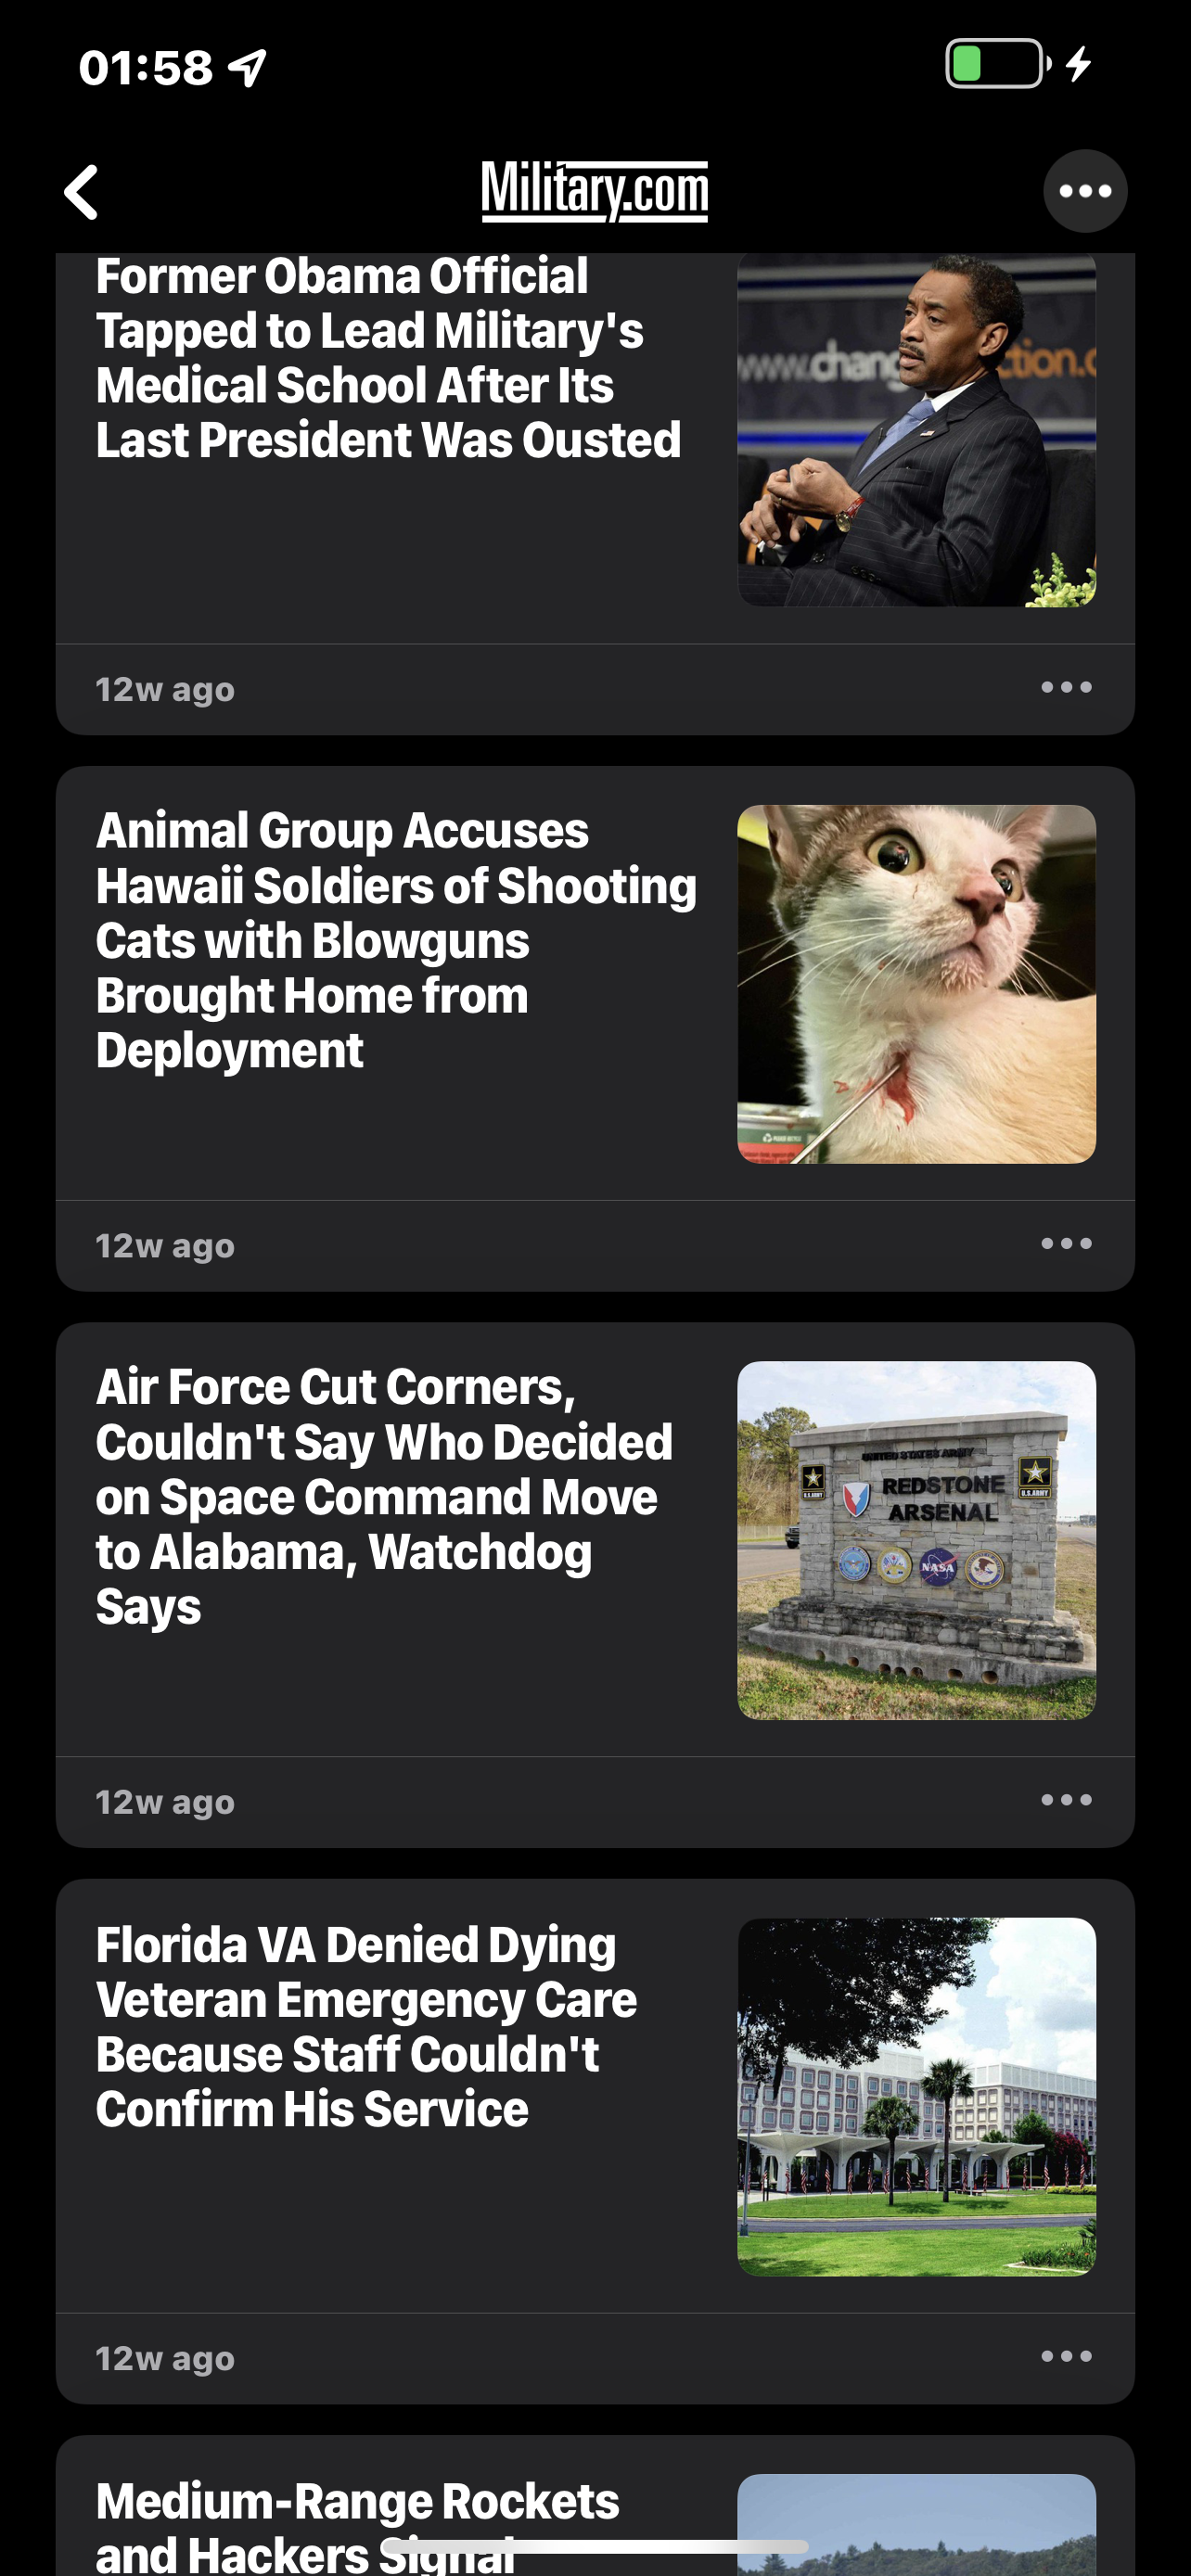 01:58
Military.com
Former Obama Official
Tapped to Lead Military's
Medical School After Its
Last President Was Ousted
www.chang
ction.c
12w ago
Animal Group Accuses
Hawaii Soldiers of Shooting
Cats with Blowguns
Brought Home from
Deployment
12w ago
Air Force Cut Corners,
Couldn't Say Who Decided
on Space Command Move
to Alabama, Watchdog
Says
UNITED STATES ARMY
REDSTONE
ARSENAL
U.S.ARMY
U.S.ARMY
NASA
12w ago
Florida VA Denied Dying
Veteran Emergency Care
Because Staff Couldn't
Confirm His Service
12w ago
Medium-Range Rockets
and Hackers Signal